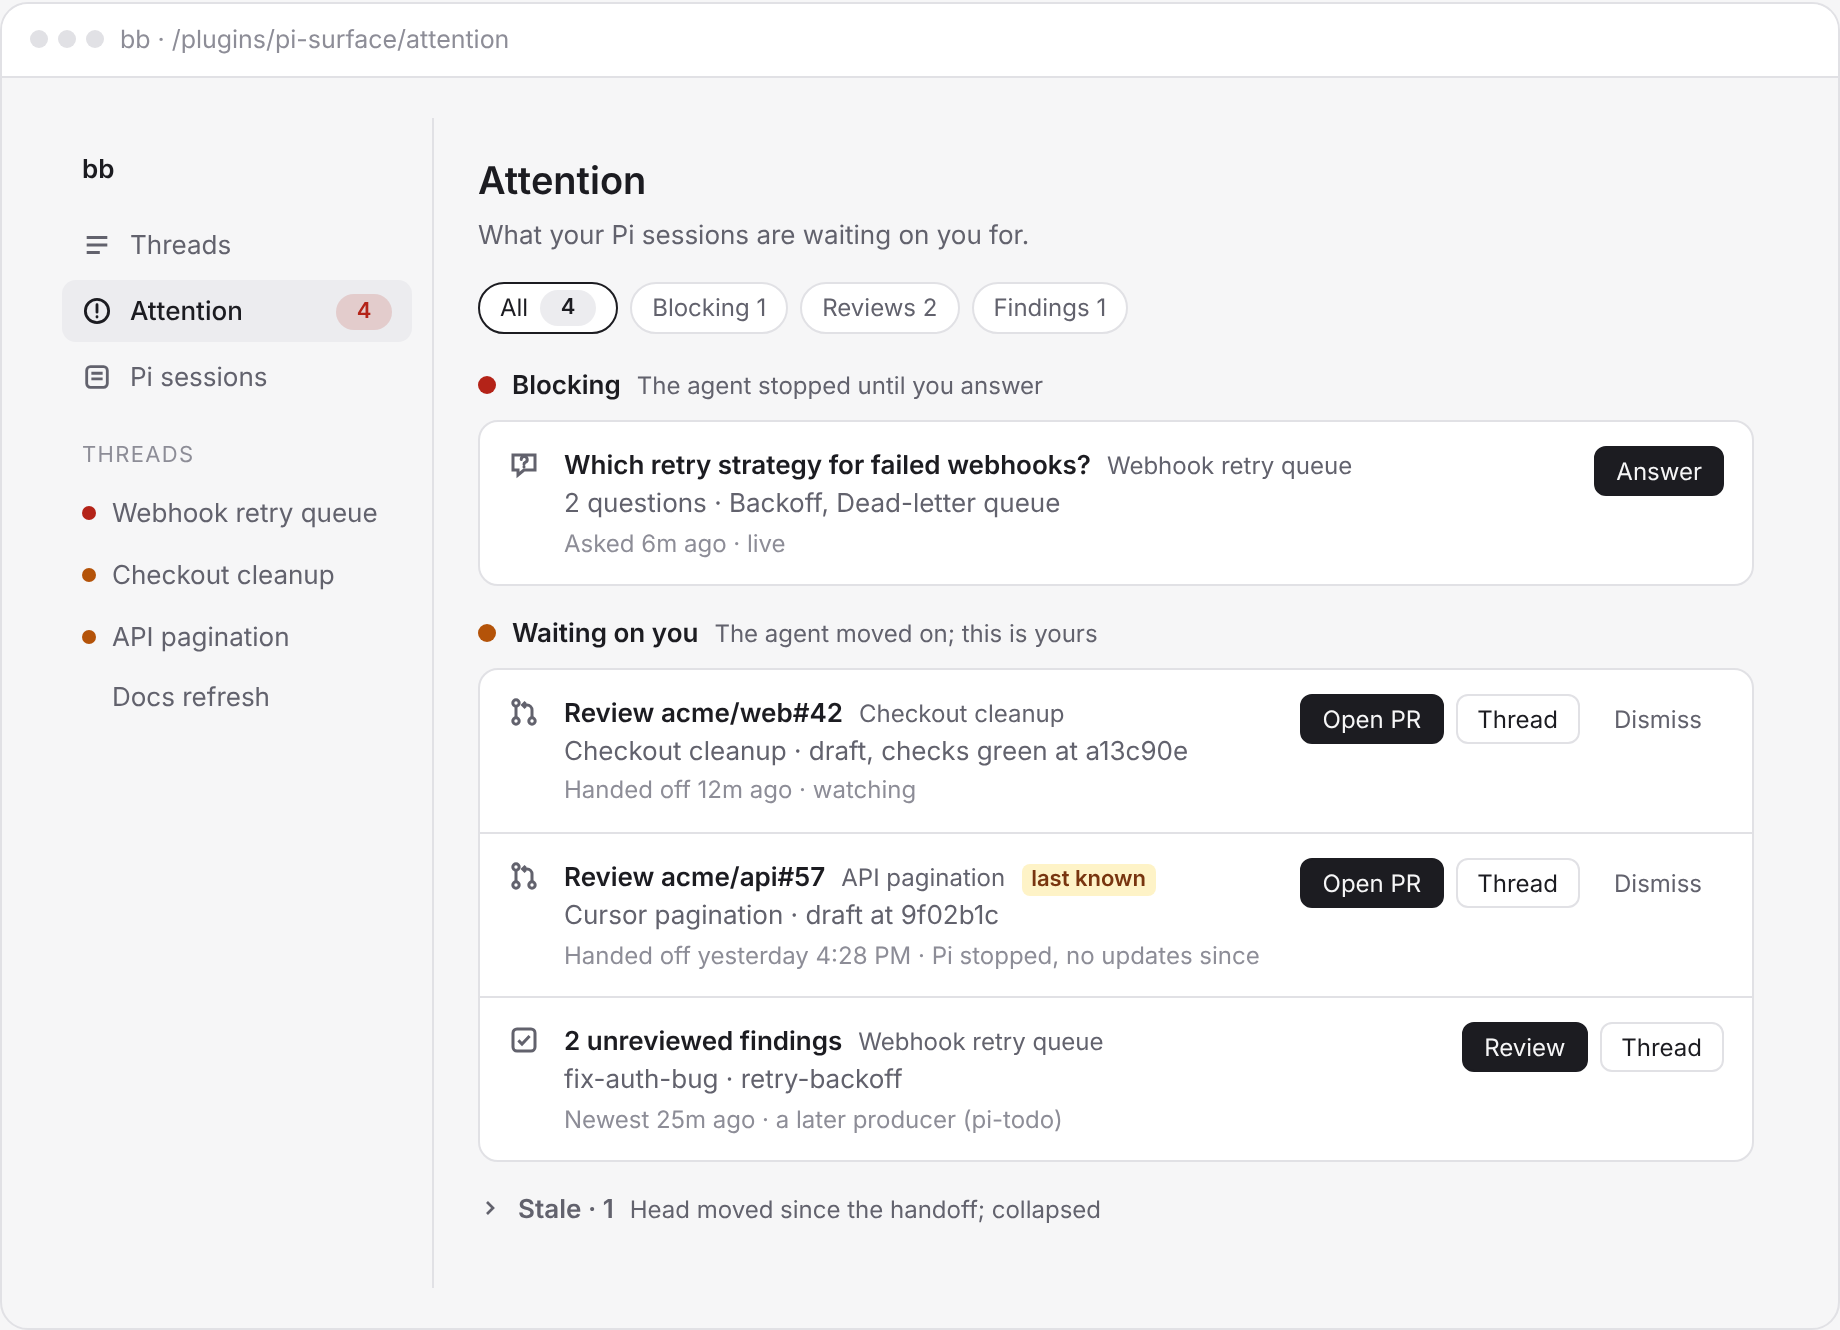 bb · /plugins/pi-surface/attention
bb
Threads
Attention 4
Pi sessions
THREADS
Webhook retry queue
Checkout cleanup
API pagination
Docs refresh
Attention
What your Pi sessions are waiting on you for.
All 4 Blocking 1 Reviews 2 Findings 1
Blocking The agent stopped until you answer
Which retry strategy for failed webhooks? Webhook retry queue Answer
2 questions · Backoff, Dead-letter queue
Asked 6m ago · live
Waiting on you The agent moved on; this is yours
Review acme/web#42 Checkout cleanup Open PR Thread Dismiss
Checkout cleanup · draft, checks green at a13c90e
Handed off 12m ago · watching
Review acme/api#57 API pagination last known Open PR Thread Dismiss
Cursor pagination · draft at 9f02b1c
Handed off yesterday 4:28 PM · Pi stopped, no updates since
2 unreviewed findings Webhook retry queue Review Thread
fix-auth-bug · retry-backoff
Newest 25m ago · a later producer (pi-todo)
Stale · 1 Head moved since the handoff; collapsed